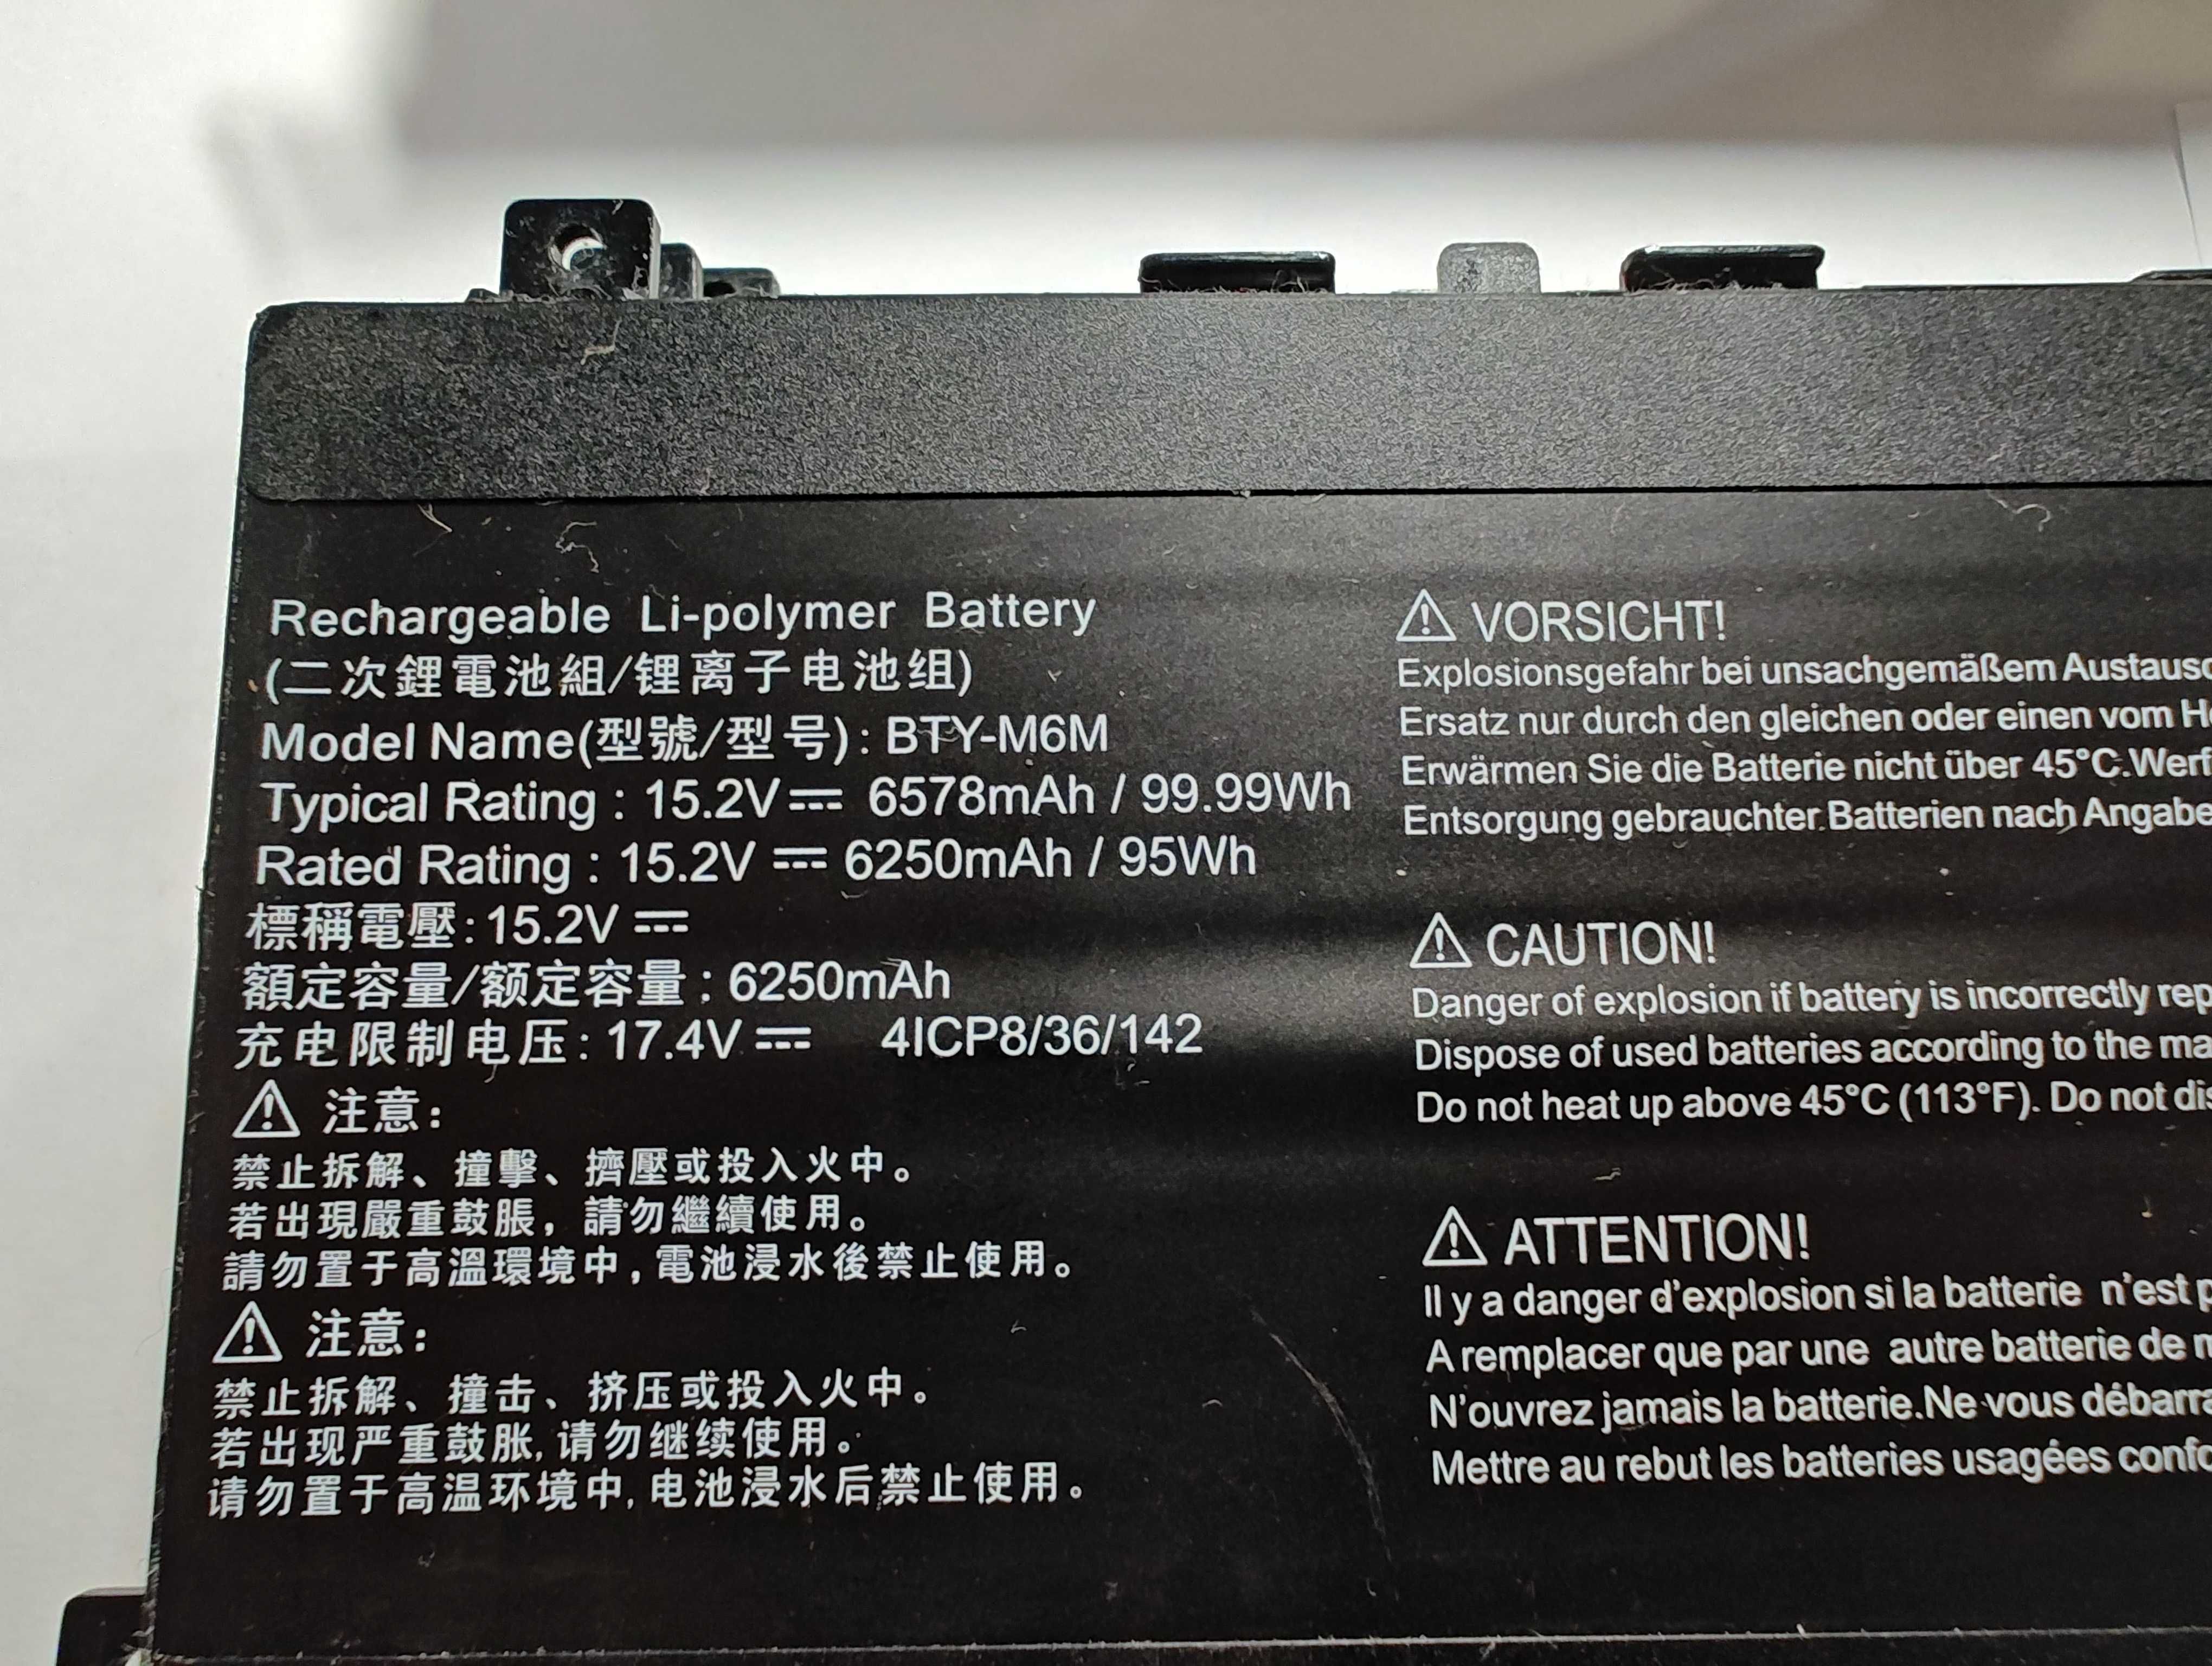 Rechargeable Li-polymer Battery
(二次鋰電池組/锂离子电池组)
Model Name(型號/型号): BTY-M6M
Typical Rating : 15.2V⎓ 6578mAh / 99.99Wh
Rated Rating : 15.2V ⎓ 6250mAh / 95Wh
標稱電壓:15.2V ⎓
額定容量/额定容量: 6250mAh
充电限制电压: 17.4V ⎓ 4ICP8/36/142
⚠ 注意:
禁止拆解、撞擊、擠壓或投入火中。
若出現嚴重鼓脹，請勿繼續使用。
請勿置于高溫環境中,電池浸水後禁止使用。
⚠ 注意:
禁止拆解、撞击、挤压或投入火中。
若出现严重鼓胀,请勿继续使用。
请勿置于高温环境中,电池浸水后禁止使用。
⚠ VORSICHT!
Explosionsgefahr bei unsachgemäßem
Ersatz nur durch den gleichen oder einen vom
Erwärmen Sie die Batterie nicht über 45°C.
Entsorgung gebrauchter Batterien nach
⚠ CAUTION!
Danger of explosion if battery is incorrectly
Dispose of used batteries according to the
Do not heat up above 45°C (113°F). Do not
⚠ ATTENTION!
Il y a danger d'explosion si la batterie n'est
A remplacer que par une autre batterie de
N'ouvrez jamais la batterie.Ne vous
Mettre au rebut les batteries usagées